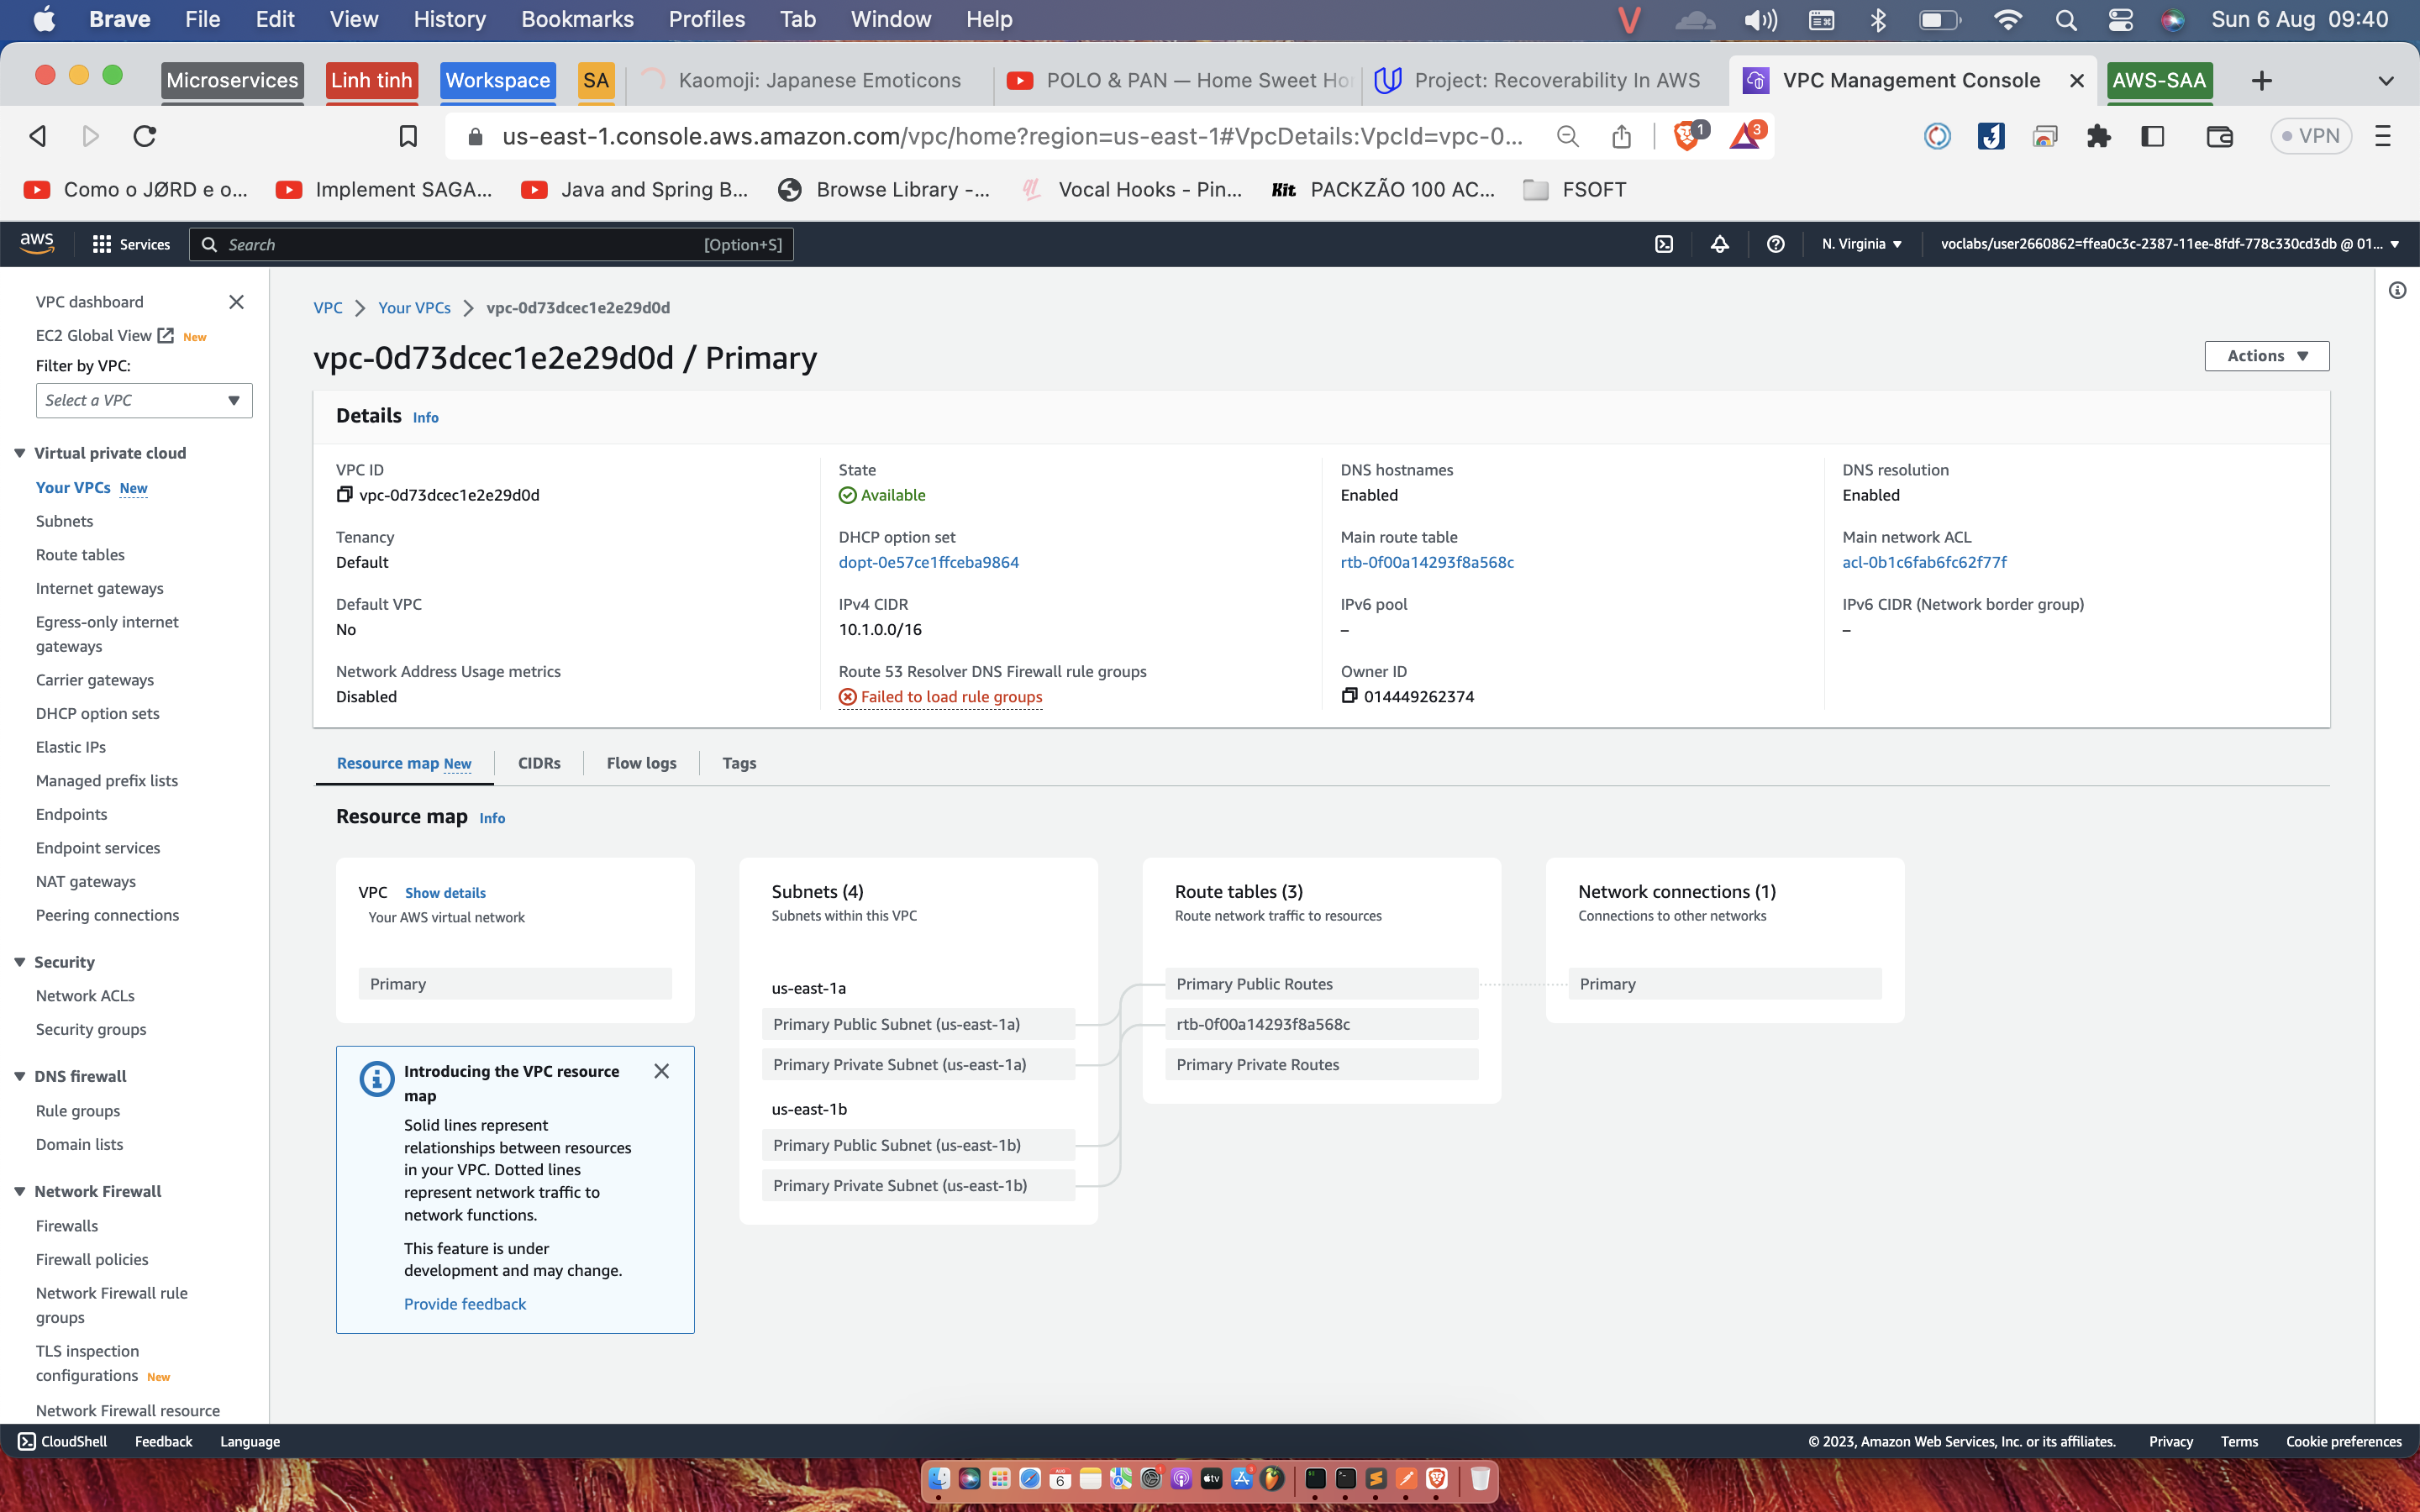 Brave File Edit View History Bookmarks Profiles Tab Window Help Sun 6 Aug 09:40
Microservices Linh tinh Workspace SA Kaomoji: Japanese Emoticons POLO & PAN — Home Sweet Ho Project: Recoverability In AWS VPC Management Console AWS-SAA
us-east-1.console.aws.amazon.com/vpc/home?region=us-east-1#VpcDetails:VpcId=vpc-0... 1 3 VPN
Como o JØRD e o... Implement SAGA... Java and Spring B... Browse Library -... Vocal Hooks - Pin... Kit PACKZÃO 100 AC... FSOFT
aws Services Search [Option+S] N. Virginia voclabs/user2660862=ffea0c3c-2387-11ee-8fdf-778c330cd3db @ 01...
VPC dashboard
EC2 Global View New
Filter by VPC:
Select a VPC
Virtual private cloud
Your VPCs New
Subnets
Route tables
Internet gateways
Egress-only internet
gateways
Carrier gateways
DHCP option sets
Elastic IPs
Managed prefix lists
Endpoints
Endpoint services
NAT gateways
Peering connections
Security
Network ACLs
Security groups
DNS firewall
Rule groups
Domain lists
Network Firewall
Firewalls
Firewall policies
Network Firewall rule
groups
TLS inspection
configurations New
Network Firewall resource
VPC Your VPCs vpc-0d73dcec1e2e29d0d
vpc-0d73dcec1e2e29d0d / Primary
Actions
Details Info
VPC ID
vpc-0d73dcec1e2e29d0d
State
Available
DNS hostnames
Enabled
DNS resolution
Enabled
Tenancy
Default
DHCP option set
dopt-0e57ce1ffceba9864
Main route table
rtb-0f00a14293f8a568c
Main network ACL
acl-0b1c6fab6fc62f77f
Default VPC
No
IPv4 CIDR
10.1.0.0/16
IPv6 pool
–
IPv6 CIDR (Network border group)
–
Network Address Usage metrics
Disabled
Route 53 Resolver DNS Firewall rule groups
Failed to load rule groups
Owner ID
014449262374
Resource map New CIDRs Flow logs Tags
Resource map Info
VPC Show details
Your AWS virtual network
Primary
Introducing the VPC resource
map
Solid lines represent
relationships between resources
in your VPC. Dotted lines
represent network traffic to
network functions.
This feature is under
development and may change.
Provide feedback
Subnets (4)
Subnets within this VPC
us-east-1a
Primary Public Subnet (us-east-1a)
Primary Private Subnet (us-east-1a)
us-east-1b
Primary Public Subnet (us-east-1b)
Primary Private Subnet (us-east-1b)
Route tables (3)
Route network traffic to resources
Primary Public Routes
rtb-0f00a14293f8a568c
Primary Private Routes
Network connections (1)
Connections to other networks
Primary
CloudShell Feedback Language © 2023, Amazon Web Services, Inc. or its affiliates. Privacy Terms Cookie preferences